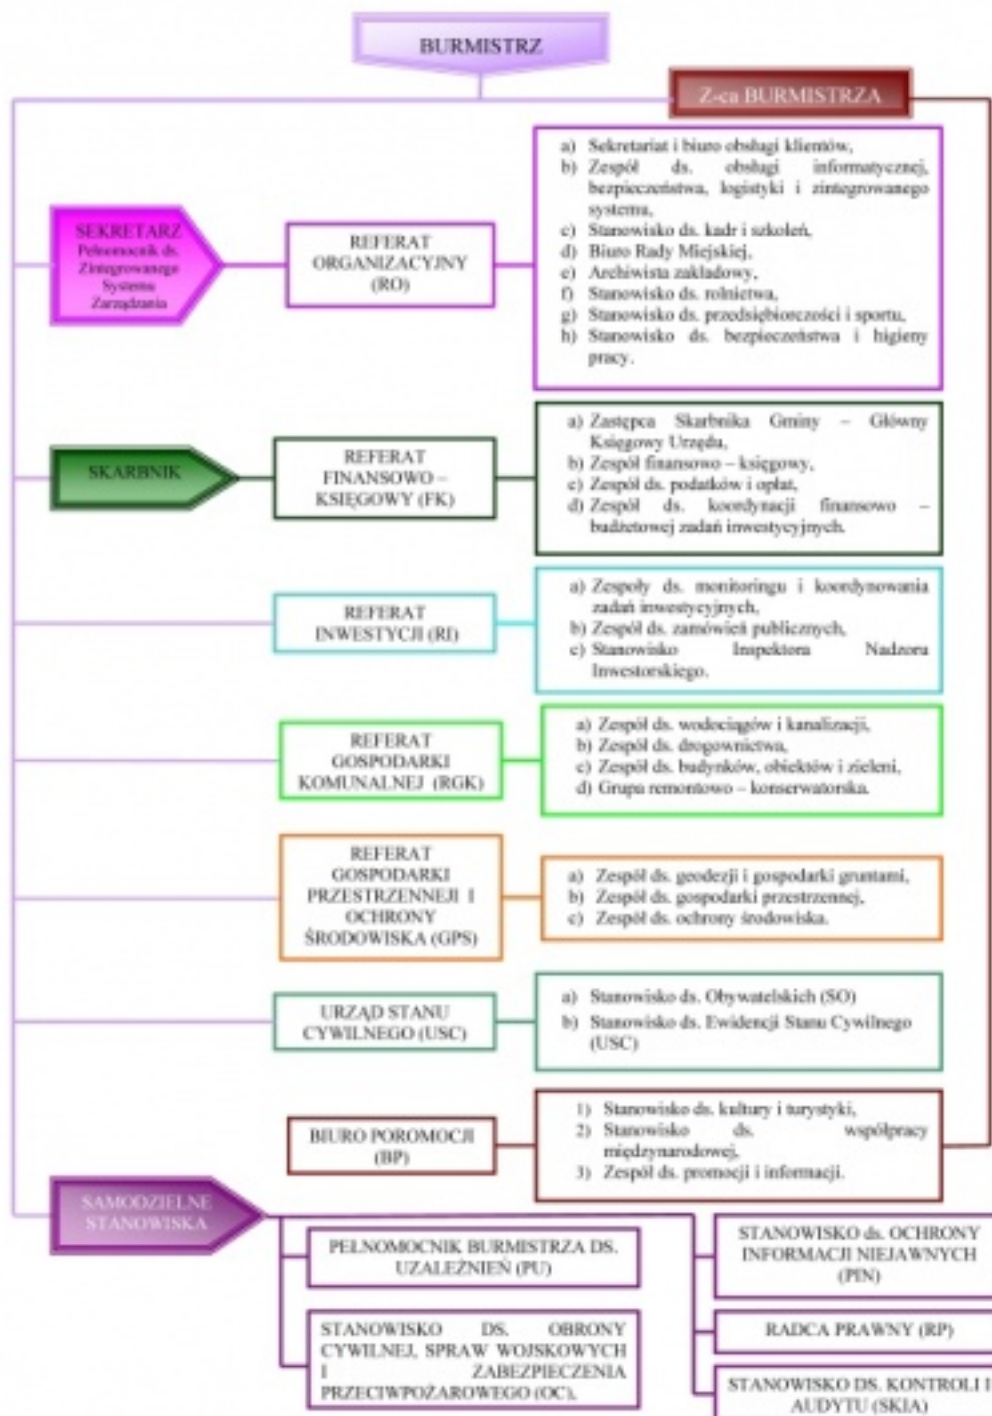 BURMISTRZ
Z-ca BURMISTRZA
SEKRETARZ
Pełnomocnik ds.
Zintegrowanego
Systemu
Zarządzania
REFERAT
ORGANIZACYJNY
(RO)
a) Sekretariat i biuro obsługi klientów,
b) Zespół ds. obsługi informatycznej,
bezpieczeństwa, logistyki i zintegrowanego
systemu,
c) Stanowisko ds. kadr i szkoleń,
d) Biuro Rady Miejskiej,
e) Archiwista zakładowy,
f) Stanowisko ds. rolnictwa,
g) Stanowisko ds. przedsiębiorczości i sportu,
h) Stanowisko ds. bezpieczeństwa i higieny
pracy.
SKARBNIK
REFERAT
FINANSOWO –
KSIĘGOWY (FK)
a) Zastępca Skarbnika Gminy – Główny
Księgowy Urzędu,
b) Zespół finansowo – księgowy,
c) Zespół ds. podatków i opłat,
d) Zespół ds. koordynacji finansowo –
budżetowej zadań inwestycyjnych.
REFERAT
INWESTYCJI (RI)
a) Zespoły ds. monitoringu i koordynowania
zadań inwestycyjnych,
b) Zespół ds. zamówień publicznych,
c) Stanowisko Inspektora Nadzoru
Inwestorskiego.
REFERAT
GOSPODARKI
KOMUNALNEJ (RGK)
a) Zespół ds. wodociągów i kanalizacji,
b) Zespół ds. drogownictwa,
c) Zespół ds. budynków, obiektów i zieleni,
d) Grupa remontowo – konserwatorska.
REFERAT
GOSPODARKI
PRZESTRZENNEJI I
OCHRONY
ŚRODOWISKA (GPS)
a) Zespół ds. geodezji i gospodarki gruntami,
b) Zespół ds. gospodarki przestrzennej,
c) Zespół ds. ochrony środowiska.
URZĄD STANU
CYWILNEGO (USC)
a) Stanowisko ds. Obywatelskich (SO)
b) Stanowisko ds. Ewidencji Stanu Cywilnego
(USC)
BIURO POROMOCJI
(BP)
1) Stanowisko ds. kultury i turystyki,
2) Stanowisko ds. współpracy
międzynarodowej,
3) Zespół ds. promocji i informacji.
SAMODZIELNE
STANOWISKA
PEŁNOMOCNIK BURMISTRZA DS.
UZALEŻNIEŃ (PU)
STANOWISKO DS. OBRONY
CYWILNEJ, SPRAW WOJSKOWYCH
I ZABEZPIECZENIA
PRZECIWPOŻAROWEGO (OC),
STANOWISKO ds. OCHRONY
INFORMACJI NIEJAWNYCH
(PIN)
RADCA PRAWNY (RP)
STANOWISKO DS. KONTROLI I
AUDYTU (SKIA)